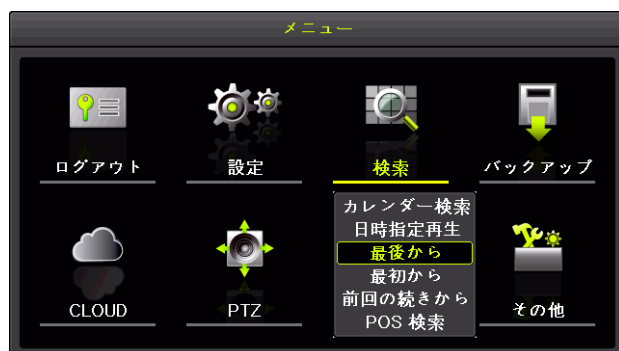 メニュー
ログアウト
設定
検索
バックアップ
カレンダー検索
日時指定再生
最後から
最初から
前回の続きから
POS 検索
CLOUD
PTZ
その他